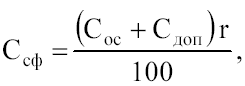 C_сф = (C_ос + C_доп) r / 100 ,